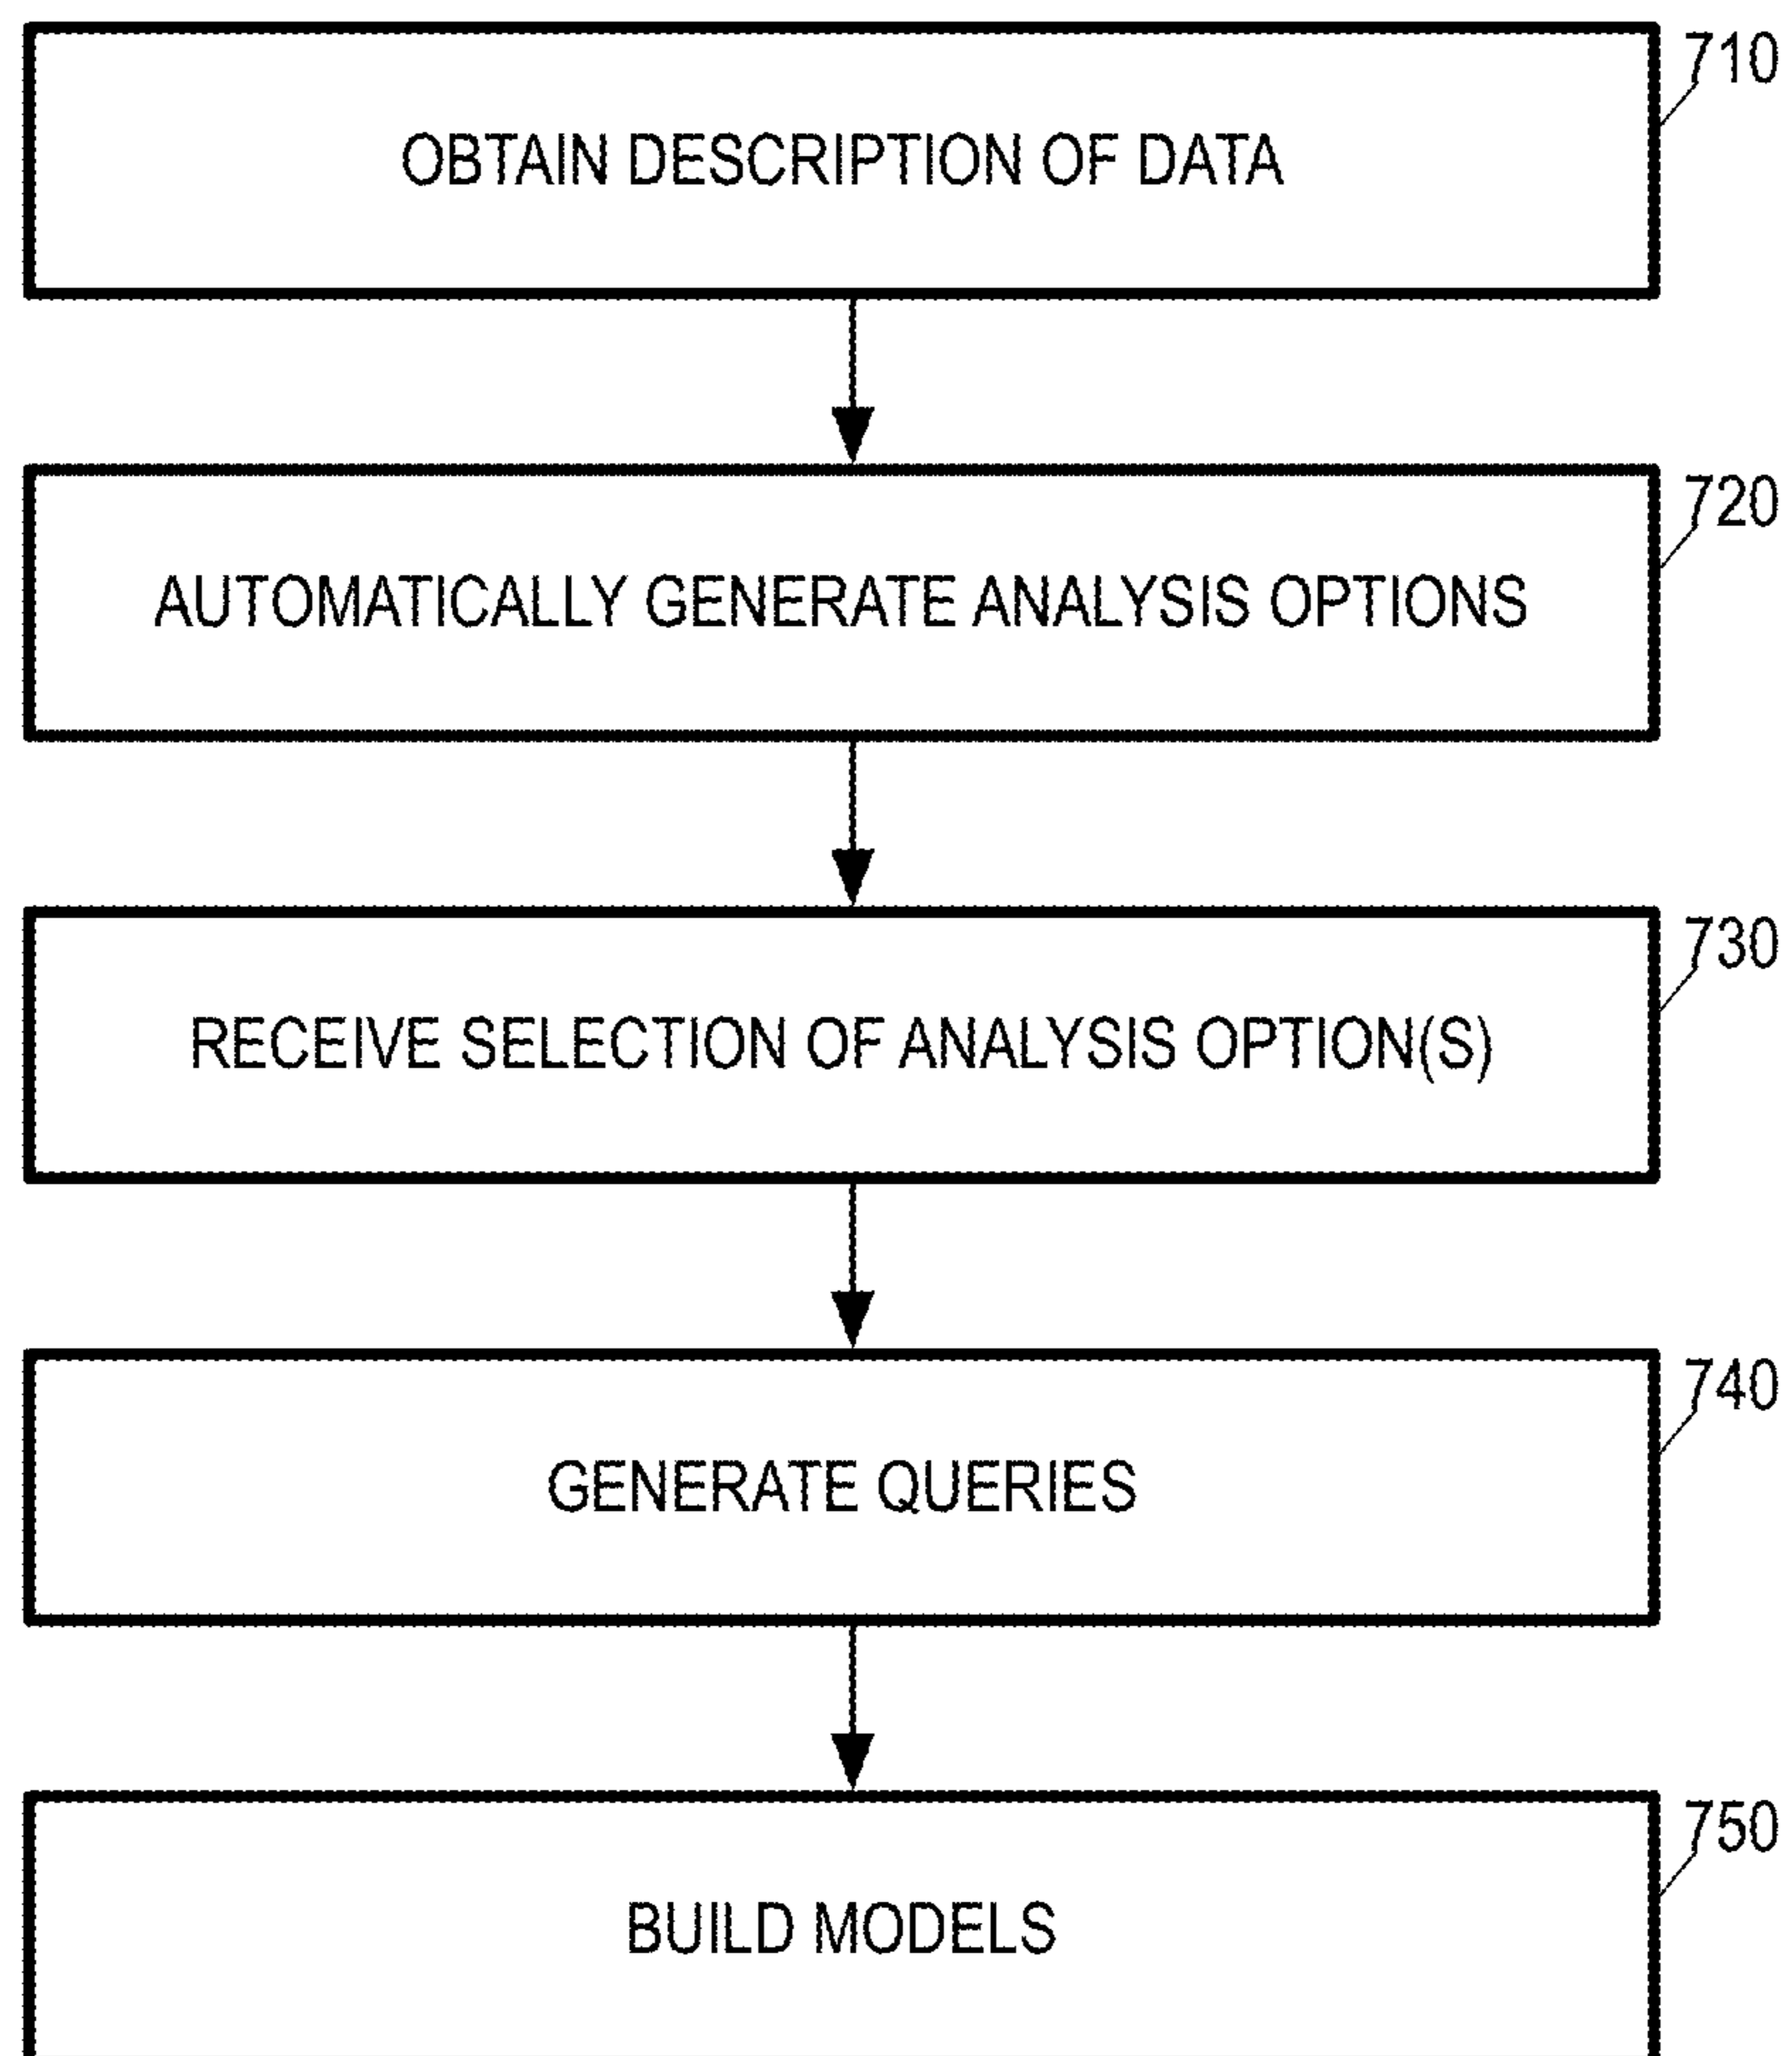 710
OBTAIN DESCRIPTION OF DATA
720
AUTOMATICALLY GENERATE ANALYSIS OPTIONS
730
RECEIVE SELECTION OF ANALYSIS OPTION(S)
740
GENERATE QUERIES
750
BUILD MODELS